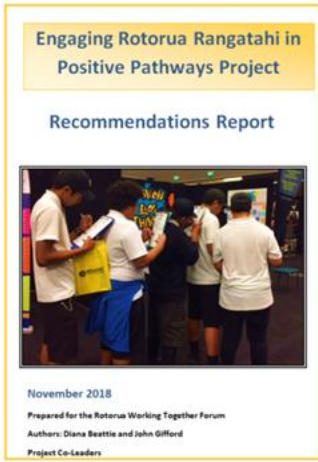 Engaging Rotorua Rangatahi in
Positive Pathways Project
Recommendations Report
November 2018
Prepared for the Rotorua Working Together Forum
Authors: Diana Beattie and John Gifford
Project Co-Leaders